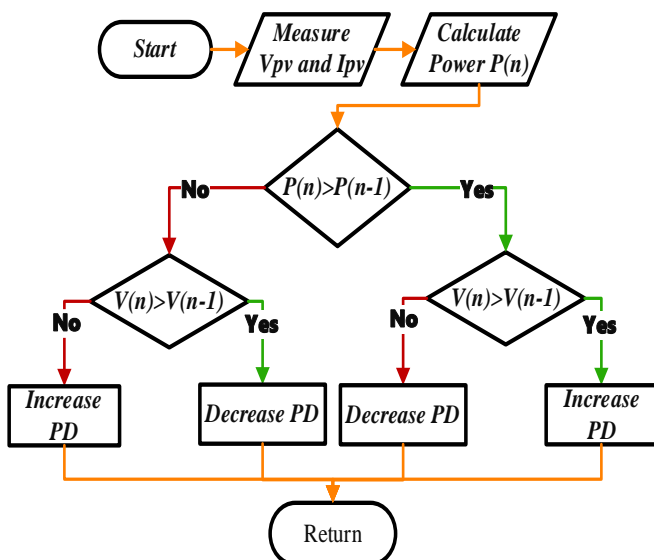 Start
Measure
Vpv and Ipv
Calculate
Power P(n)
P(n)>P(n-1)
No
Yes
V(n)>V(n-1)
V(n)>V(n-1)
No
Yes
No
Yes
Increase
PD
Decrease PD
Decrease PD
Increase
PD
Return